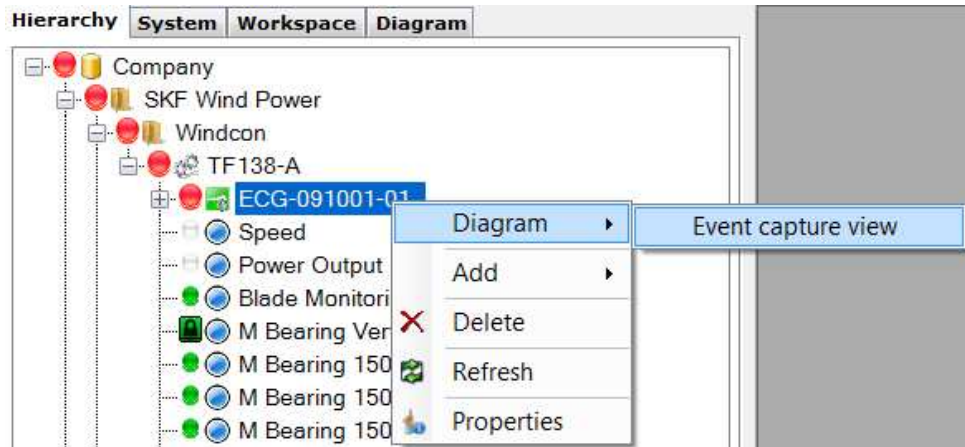 Hierarchy System Workspace Diagram
Company
SKF Wind Power
Windcon
TF138-A
ECG-091001-01
Speed
Power Output
Blade Monitori
M Bearing Ver
M Bearing 150
M Bearing 150
M Bearing 150
Diagram
Add
Delete
Refresh
Properties
Event capture view